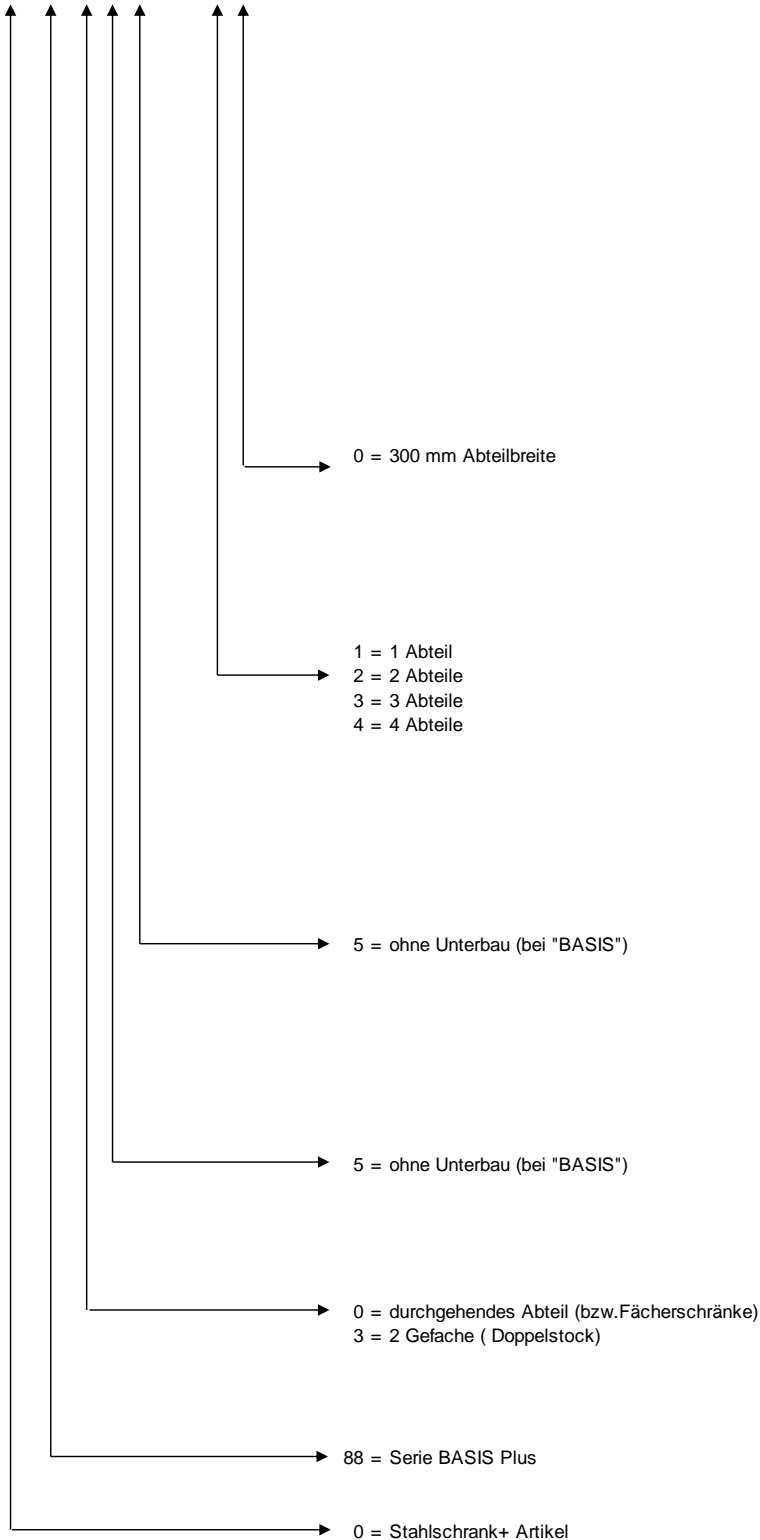 0 = 300 mm Abteilbreite
1 = 1 Abteil
2 = 2 Abteile
3 = 3 Abteile
4 = 4 Abteile
5 = ohne Unterbau (bei "BASIS")
5 = ohne Unterbau (bei "BASIS")
0 = durchgehendes Abteil (bzw.Fächerschränke)
3 = 2 Gefache ( Doppelstock)
88 = Serie BASIS Plus
0 = Stahlschrank+ Artikel